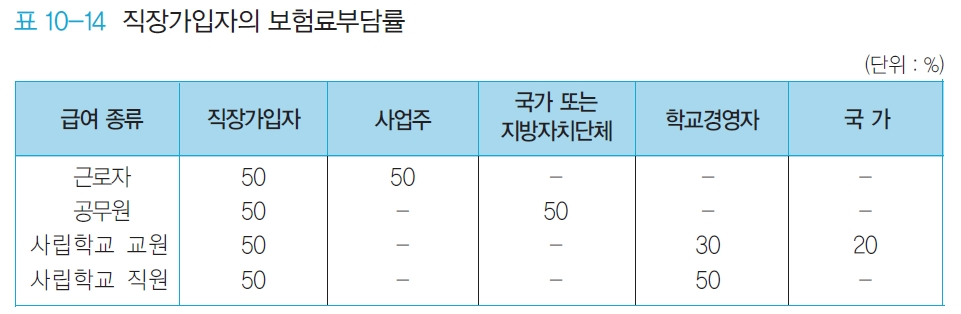 표 10-14 직장가입자의 보험료부담률
(단위 : %)
급여 종류 직장가입자 사업주 국가 또는 지방자치단체 학교경영자 국 가
근로자 50 50 – – –
공무원 50 – 50 – –
사립학교 교원 50 – – 30 20
사립학교 직원 50 – – 50 –